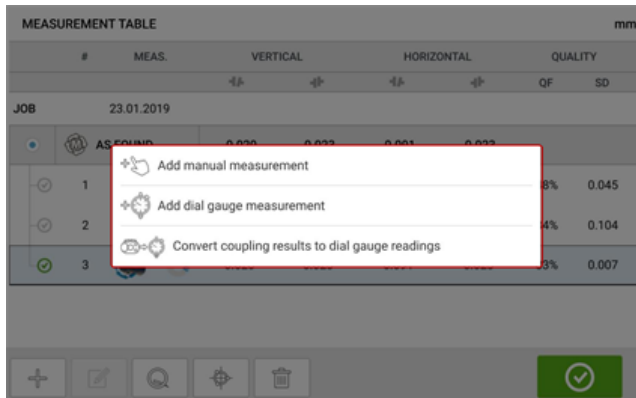 MEASUREMENT TABLE mm
# MEAS. VERTICAL HORIZONTAL QUALITY
QF SD
JOB 23.01.2019
AS FOUND
Add manual measurement
1 0.045
Add dial gauge measurement
2 0.104
Convert coupling results to dial gauge readings
3 0.007